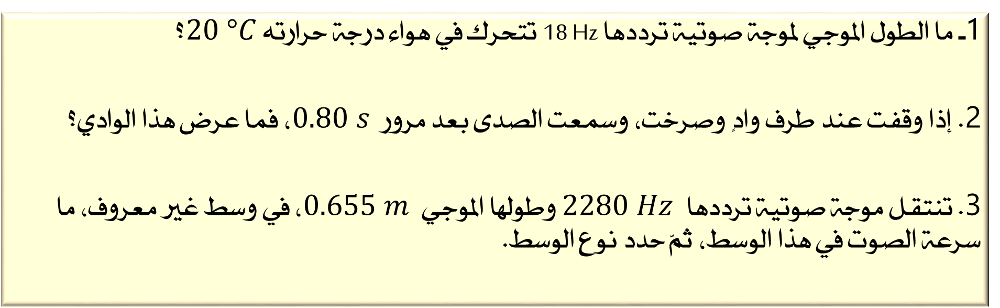 1ـ ما الطول الموجي لموجة صوتية ترددها 18 Hz تتحرك في هواء درجة حرارته 20 °C؟
2. إذا وقفت عند طرف وادٍ وصرخت، وسمعت الصدى بعد مرور 0.80 s، فما عرض هذا الوادي؟
3. تنتقل موجة صوتية ترددها 2280 Hz وطولها الموجي 0.655 m، في وسط غير معروف، ما
سرعة الصوت في هذا الوسط، ثمّ حدد نوع الوسط.